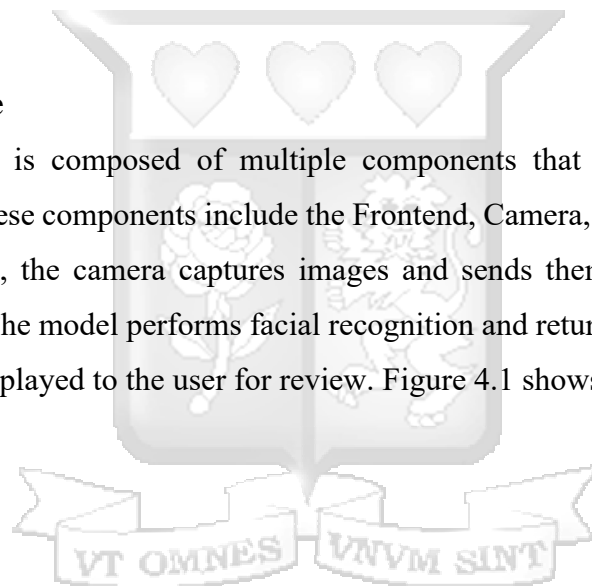 e
is composed of multiple components that
ese components include the Frontend, Camera,
, the camera captures images and sends ther
he model performs facial recognition and retur
played to the user for review. Figure 4.1 shows
VT OMNES VNVM SINT